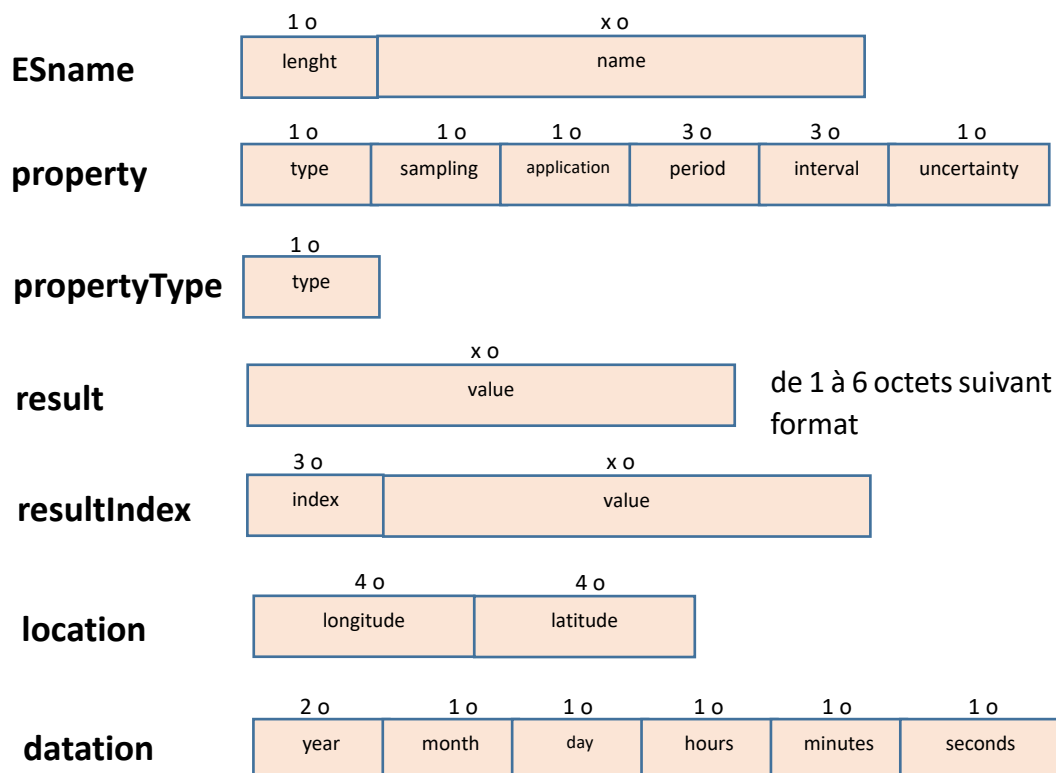 1 o x o
ESname lenght name
1 o 1 o 1 o 3 o 3 o 1 o
property type sampling application period interval uncertainty
1 o
propertyType type
x o
result value de 1 à 6 octets suivant
format
3 o x o
resultIndex index value
4 o 4 o
location longitude latitude
2 o 1 o 1 o 1 o 1 o 1 o
datation year month day hours minutes seconds